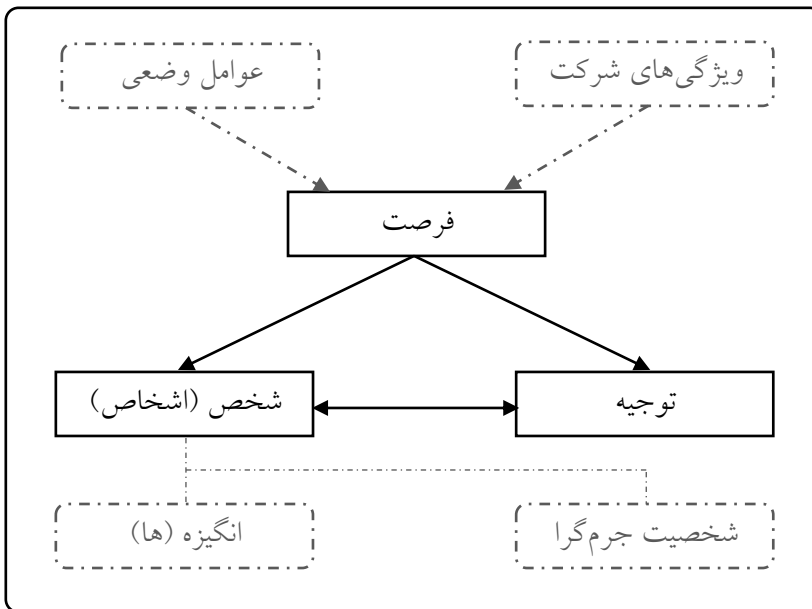 ویژگی‌های شرکت
عوامل وضعی
فرصت
توجیه
شخص (اشخاص)
شخصیت جرم‌گرا
انگیزه (ها)